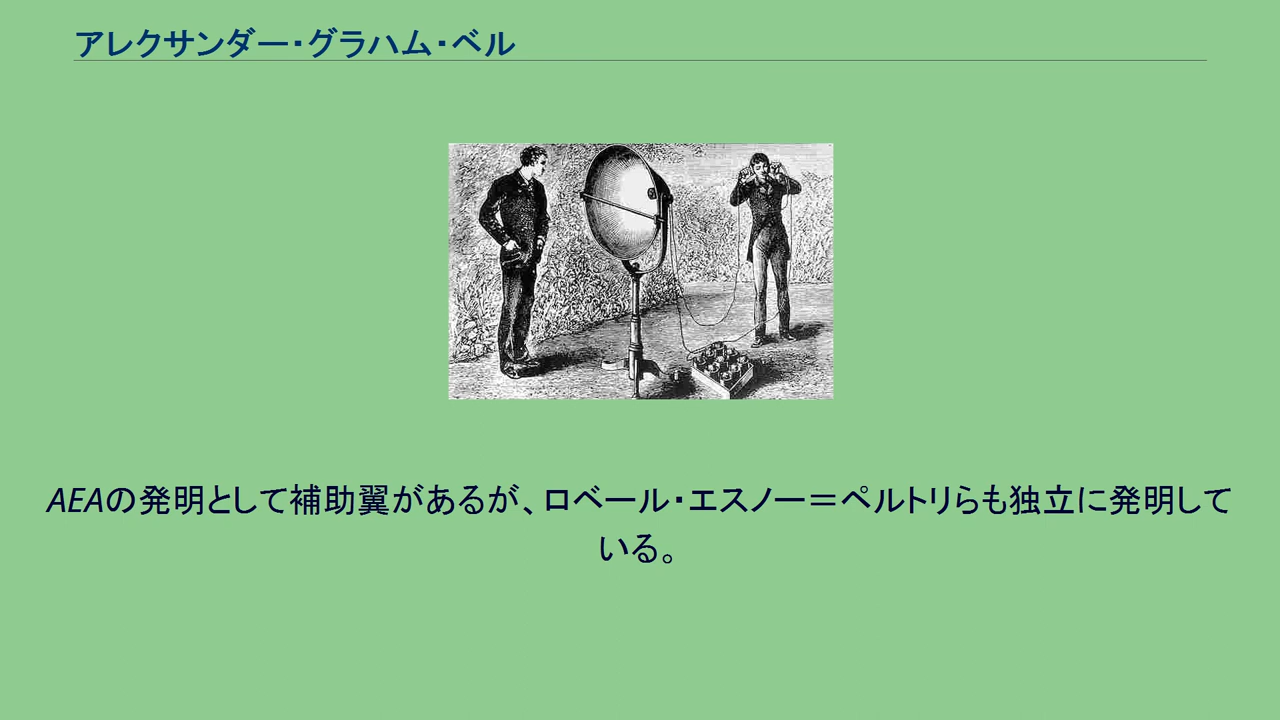 アレクサンダー・グラハム・ベル
AEAの発明として補助翼があるが、ロベール・エスノー＝ペルトリらも独立に発明して
いる。